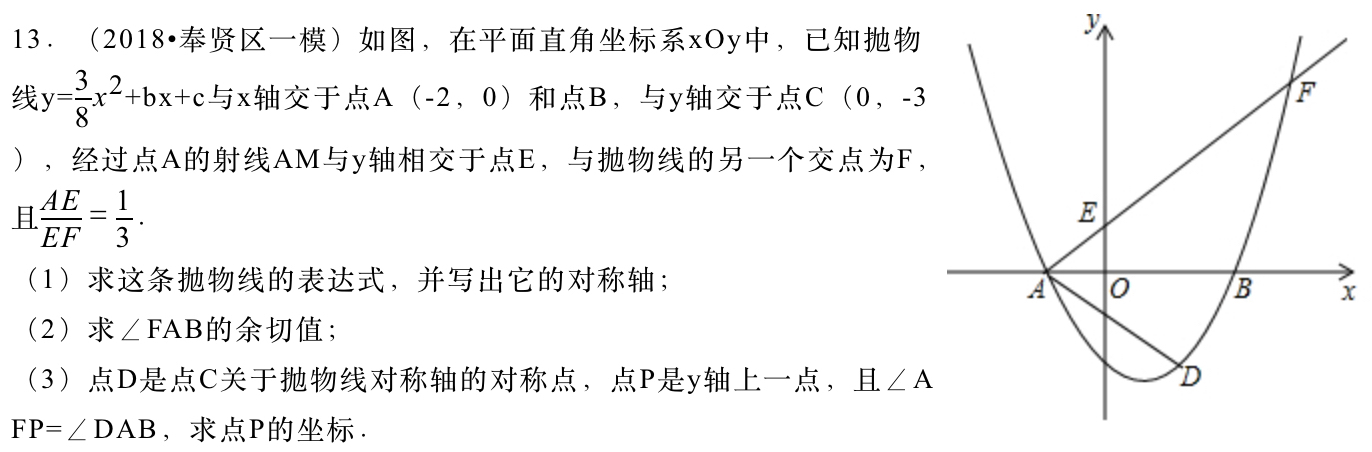 13．（2018•奉贤区一模）如图，在平面直角坐标系xOy中，已知抛物
线y=\frac{3}{8}x^2+bx+c与x轴交于点A（-2，0）和点B，与y轴交于点C（0，-3
），经过点A的射线AM与y轴相交于点E，与抛物线的另一个交点为F，
且\frac{AE}{EF}=\frac{1}{3}．
（1）求这条抛物线的表达式，并写出它的对称轴；
（2）求∠FAB的余切值；
（3）点D是点C关于抛物线对称轴的对称点，点P是y轴上一点，且∠A
FP=∠DAB，求点P的坐标．
y
F
E
A O B x
D